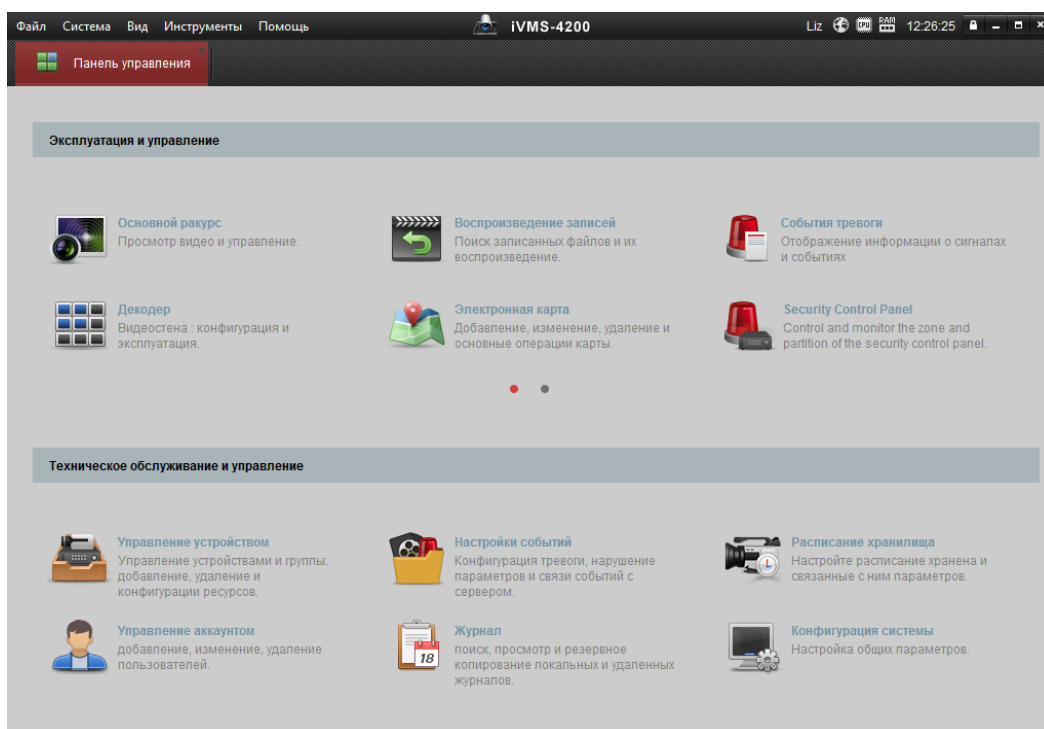 Файл Система Вид Инструменты Помощь iVMS-4200 Liz CPU RAM 12:26:25
Панель управления
Эксплуатация и управление
Основной ракурс
Просмотр видео и управление.
Воспроизведение записей
Поиск записанных файлов и их
воспроизведение.
События тревоги
Отображение информации о сигналах
и событиях
Декодер
Видеостена : конфигурация и
эксплуатация.
Электронная карта
Добавление, изменение, удаление и
основные операции карты.
Security Control Panel
Control and monitor the zone and
partition of the security control panel.
Техническое обслуживание и управление
Управление устройством
Управление устройствами и группы:
добавление, удаление и
конфигурации ресурсов.
Настройки событий
Конфигурация тревоги, нарушение
параметров и связи событий с
сервером.
Расписание хранилища
Настройте расписание хранена и
связанные с ним параметров.
Управление аккаунтом
добавление, изменение, удаление
пользователей.
18
Журнал
поиск, просмотр и резервное
копирование локальных и удаленных
журналов.
Конфигурация системы
Настройка общих параметров.